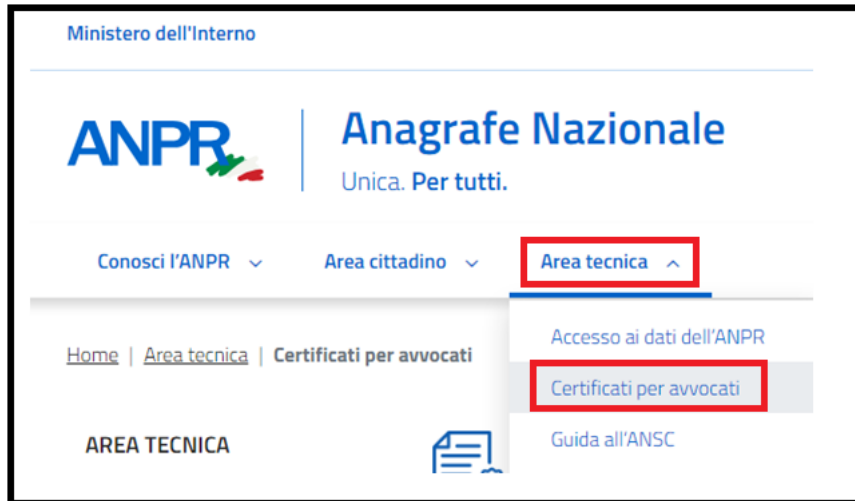 Ministero dell'Interno
ANPR
Anagrafe Nazionale
Unica. Per tutti.
Conosci l'ANPR
Area cittadino
Area tecnica
Accesso ai dati dell'ANPR
Home | Area tecnica | Certificati per avvocati
Certificati per avvocati
Guida all'ANSC
AREA TECNICA